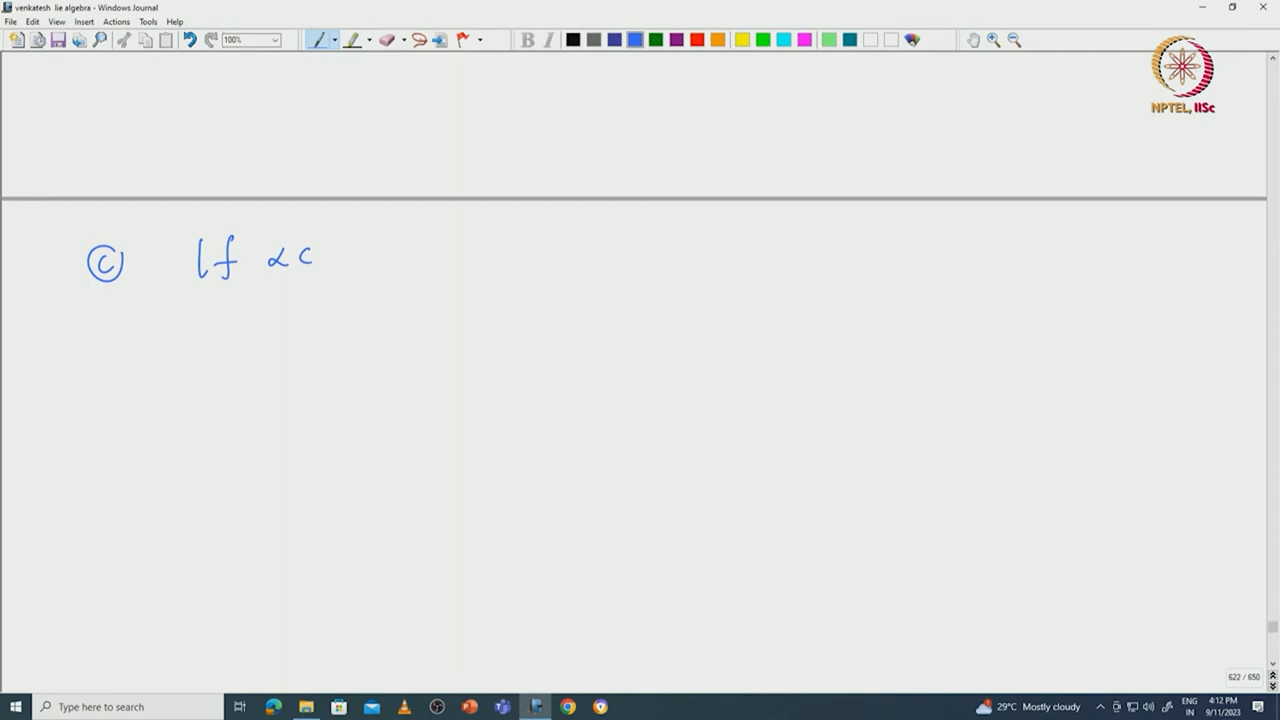 venkatesh lie algebra - Windows Journal
File Edit View Insert Actions Tools Help
100%
B I
NPTEL, IISc
ⓒ If α c
622 / 650
Type here to search
29°C Mostly cloudy
ENG
IN
4:12 PM
9/11/2023